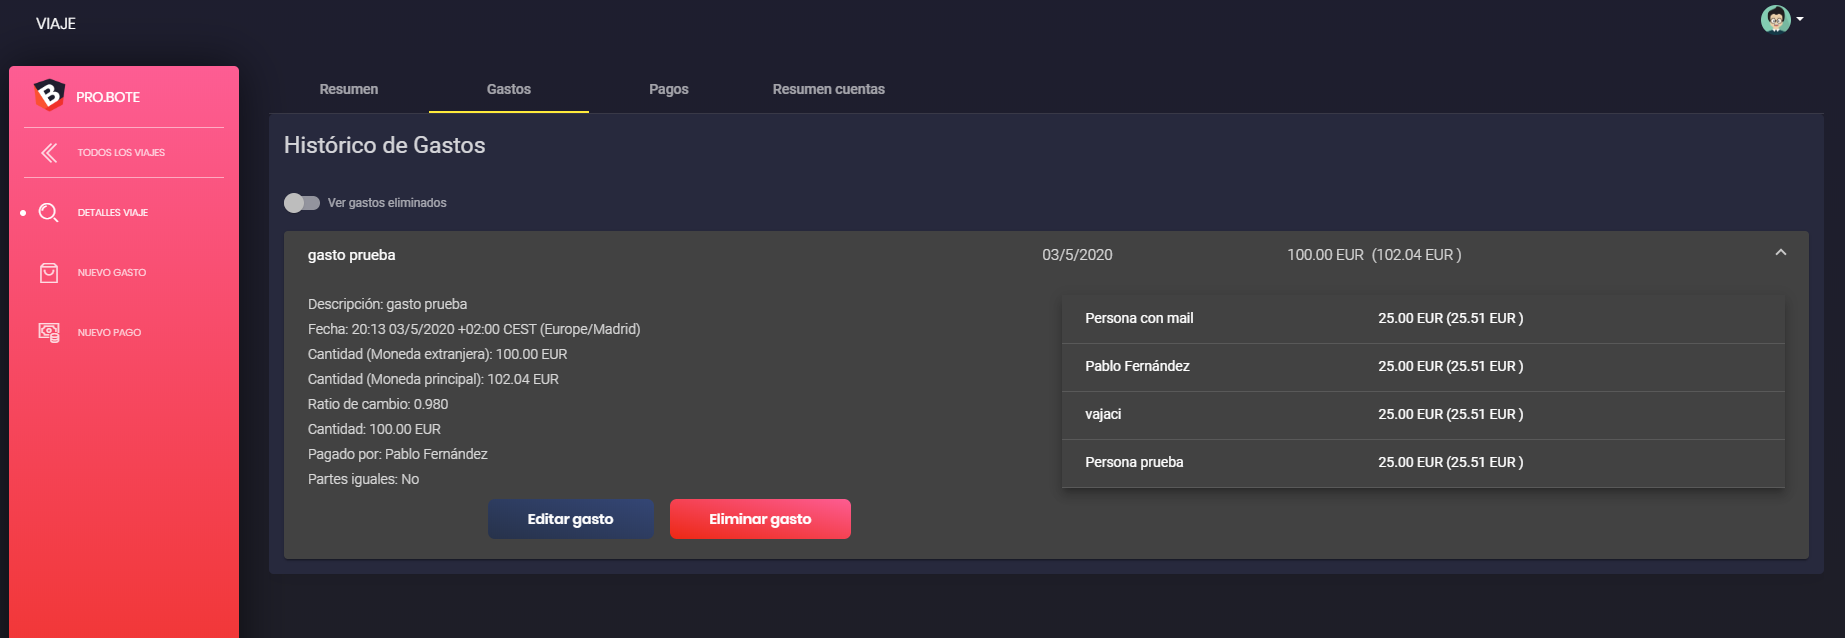 VIAJE
PRO.BOTE
TODOS LOS VIAJES
DETALLES VIAJE
NUEVO GASTO
NUEVO PAGO
Resumen Gastos Pagos Resumen cuentas
Histórico de Gastos
Ver gastos eliminados
gasto prueba 03/5/2020 100.00 EUR (102.04 EUR )
Descripción: gasto prueba
Fecha: 20:13 03/5/2020 +02:00 CEST (Europe/Madrid)
Cantidad (Moneda extranjera): 100.00 EUR
Cantidad (Moneda principal): 102.04 EUR
Ratio de cambio: 0.980
Cantidad: 100.00 EUR
Pagado por: Pablo Fernández
Partes iguales: No
Editar gasto Eliminar gasto
Persona con mail 25.00 EUR (25.51 EUR )
Pablo Fernández 25.00 EUR (25.51 EUR )
vajaci 25.00 EUR (25.51 EUR )
Persona prueba 25.00 EUR (25.51 EUR )